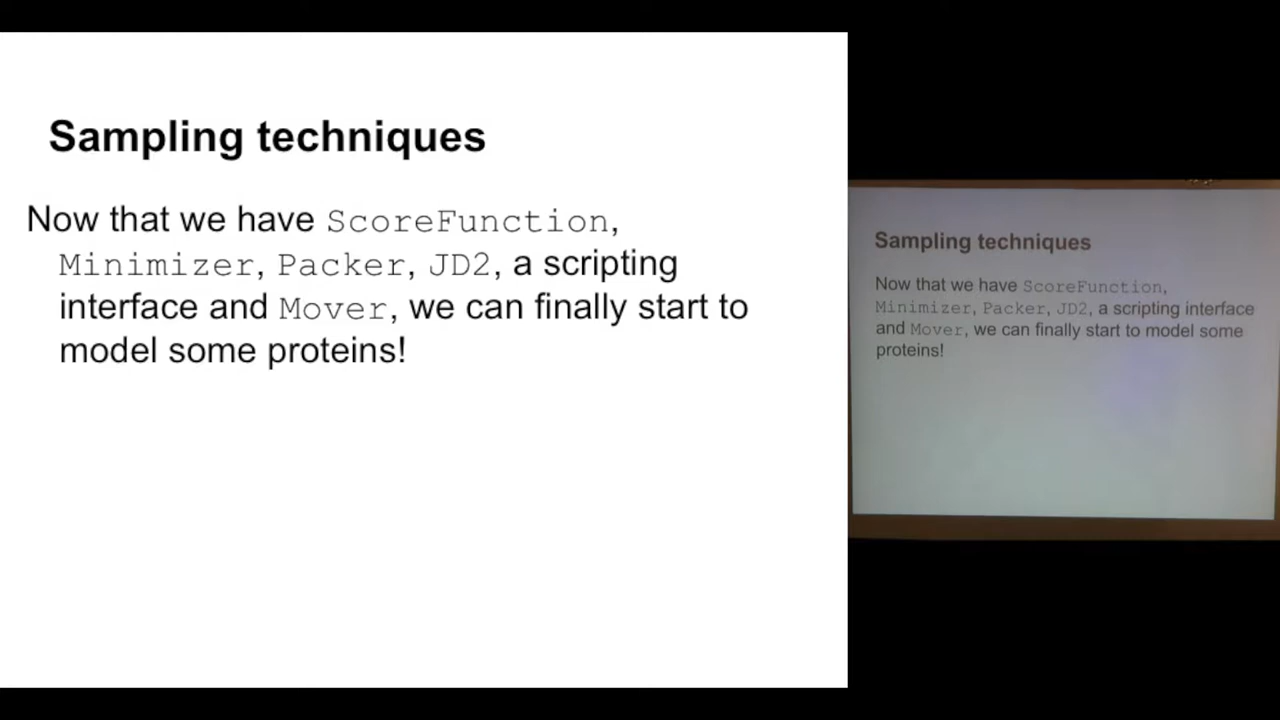 Sampling techniques
Now that we have ScoreFunction,
Minimizer, Packer, JD2, a scripting
interface and Mover, we can finally start to
model some proteins!
Sampling techniques
Now that we have ScoreFunction,
Minimizer, Packer, JD2, a scripting interface
and Mover, we can finally start to model some
proteins!